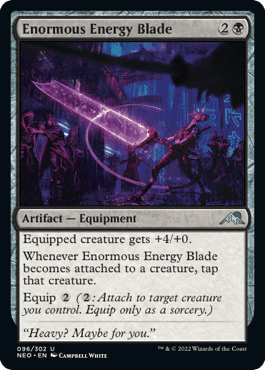 Enormous Energy Blade 2
Artifact — Equipment
Equipped creature gets +4/+0.
Whenever Enormous Energy Blade
becomes attached to a creature, tap
that creature.
Equip 2 (2: Attach to target creature
you control. Equip only as a sorcery.)
“Heavy? Maybe for you.”
096/302 U
NEO • EN CAMPBELL WHITE
™ & © 2022 Wizards of the Coast